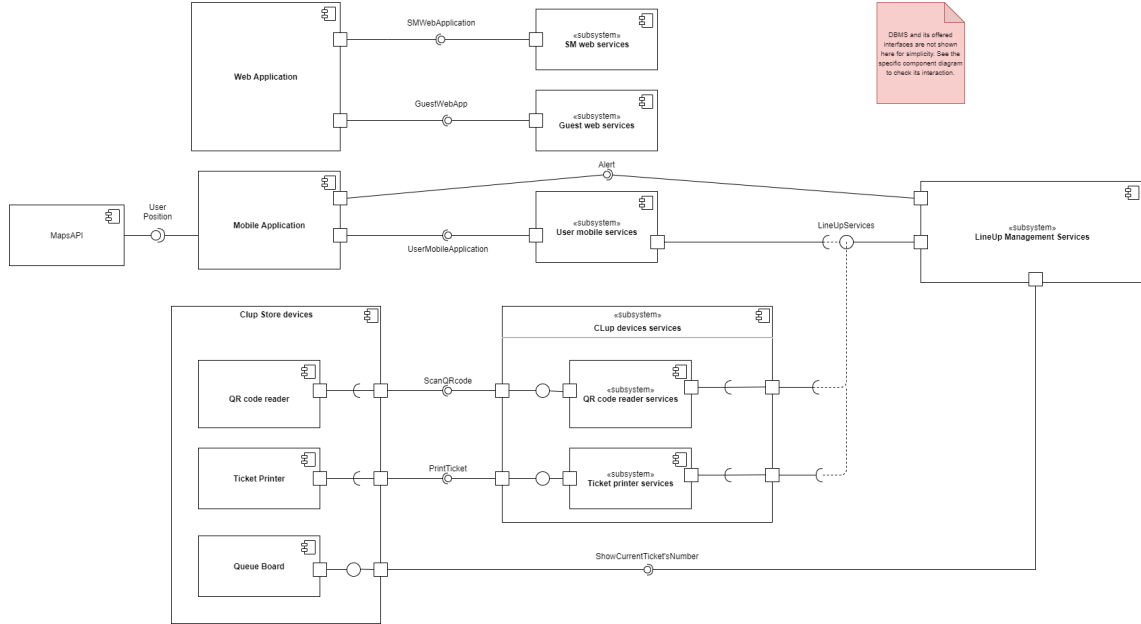 SMWebApplication
«subsystem»
SM web services
DBMS and its offered
interfaces are not shown
here for simplicity. See the
specific component diagram
to check its interaction.
Web Application
GuestWebApp
«subsystem»
Guest web services
Alert
User
Position
MapsAPI
Mobile Application
UserMobileApplication
«subsystem»
User mobile services
LineUpServices
«subsystem»
LineUp Management Services
Clup Store devices
«subsystem»
CLup devices services
QR code reader
ScanQRcode
«subsystem»
QR code reader services
Ticket Printer
PrintTicket
«subsystem»
Ticket printer services
Queue Board
ShowCurrentTicket'sNumber